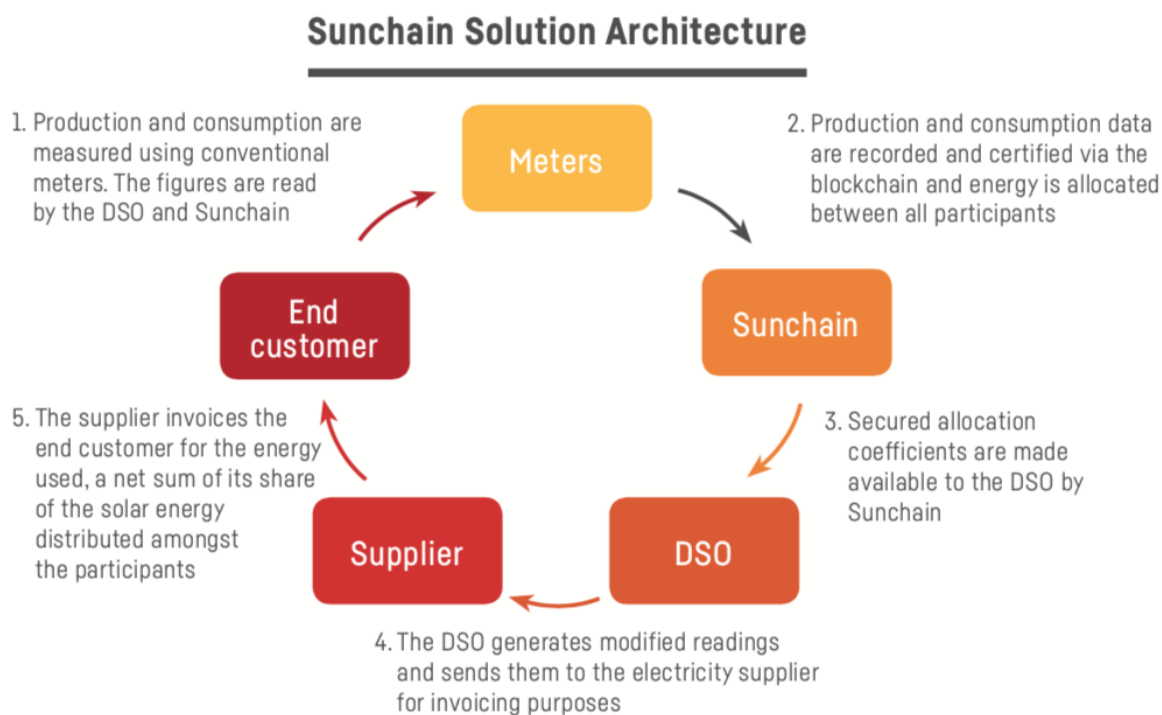 Sunchain Solution Architecture
1. Production and consumption are
measured using conventional
meters. The figures are read
by the DSO and Sunchain
Meters
2. Production and consumption data
are recorded and certified via the
blockchain and energy is allocated
between all participants
End
customer
Sunchain
5. The supplier invoices the
end customer for the energy
used, a net sum of its share
of the solar energy
distributed amongst
the participants
3. Secured allocation
coefficients are made
available to the DSO by
Sunchain
Supplier
DSO
4. The DSO generates modified readings
and sends them to the electricity supplier
for invoicing purposes